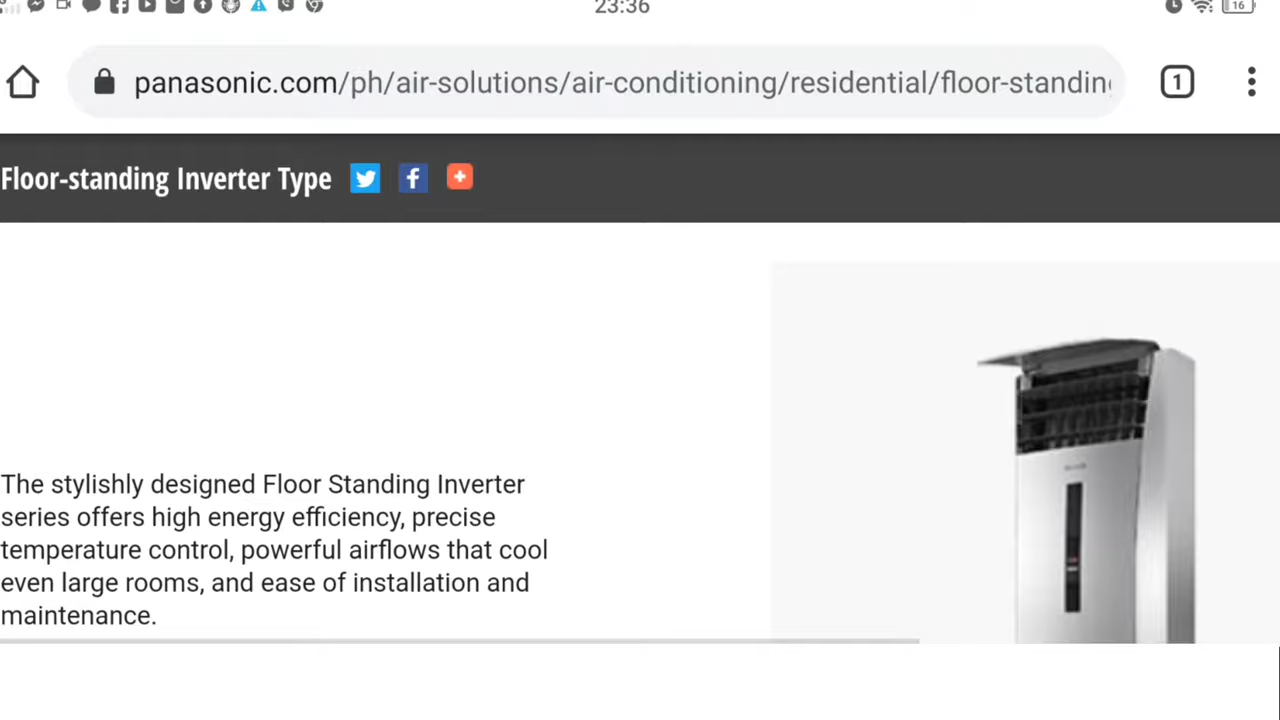 23:36
16
panasonic.com/ph/air-solutions/air-conditioning/residential/floor-standing
1
Floor-standing Inverter Type
The stylishly designed Floor Standing Inverter
series offers high energy efficiency, precise
temperature control, powerful airflows that cool
even large rooms, and ease of installation and
maintenance.